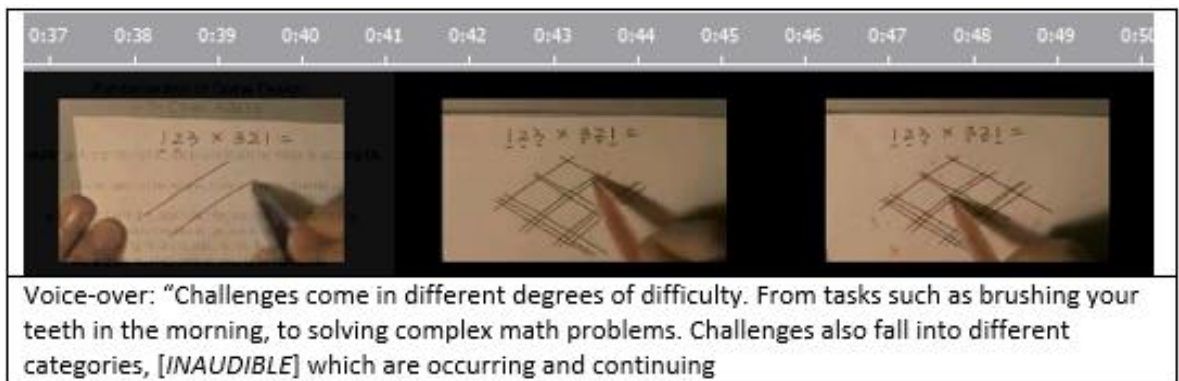 0:37 0:38 0:39 0:40 0:41 0:42 0:43 0:44 0:45 0:46 0:47 0:48 0:49 0:50
123 × 321 = 123 × 321 = 123 × 321 =
Voice-over: “Challenges come in different degrees of difficulty. From tasks such as brushing your
teeth in the morning, to solving complex math problems. Challenges also fall into different
categories, [INAUDIBLE] which are occurring and continuing